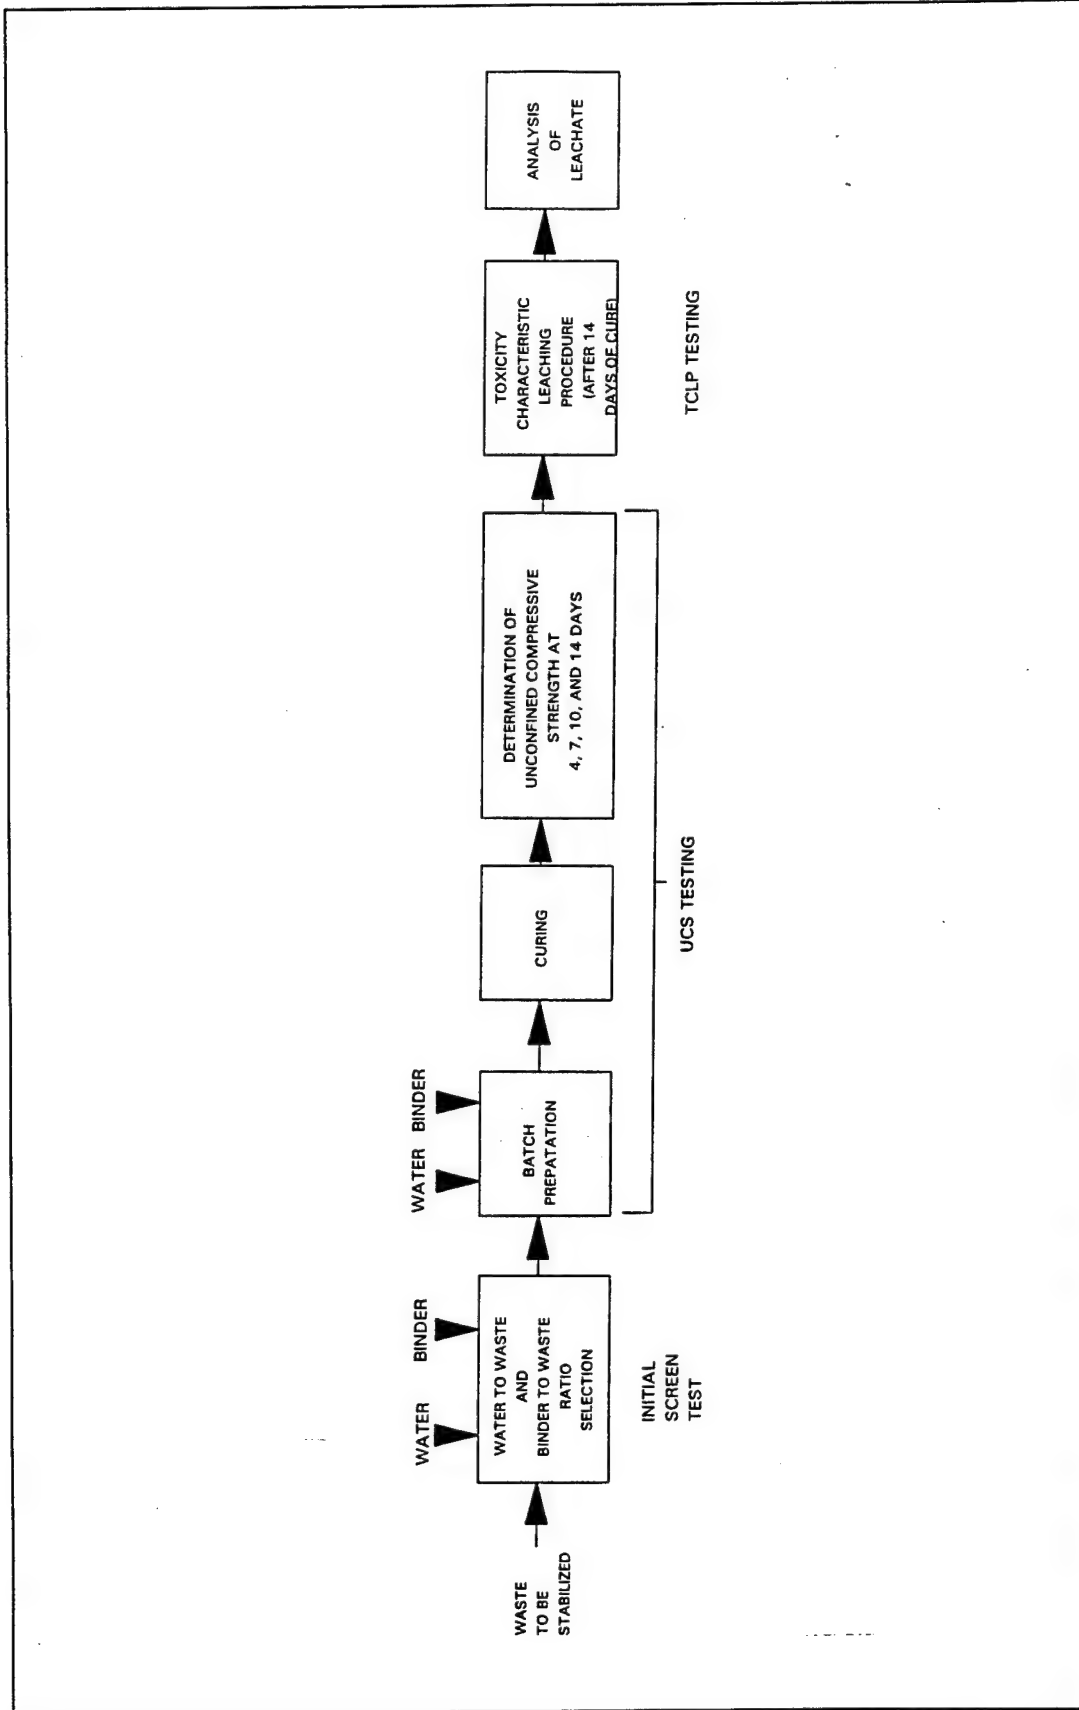 WASTE
TO BE
STABILIZED
WATER
BINDER
WATER TO WASTE
AND
BINDER TO WASTE
RATIO
SELECTION
INITIAL
SCREEN
TEST
WATER
BINDER
BATCH
PREPATATION
CURING
DETERMINATION OF
UNCONFINED COMPRESSIVE
STRENGTH AT
4, 7, 10, AND 14 DAYS
UCS TESTING
TOXICITY
CHARACTERISTIC
LEACHING
PROCEDURE
(AFTER 14
DAYS OF CURE)
TCLP TESTING
ANALYSIS
OF
LEACHATE